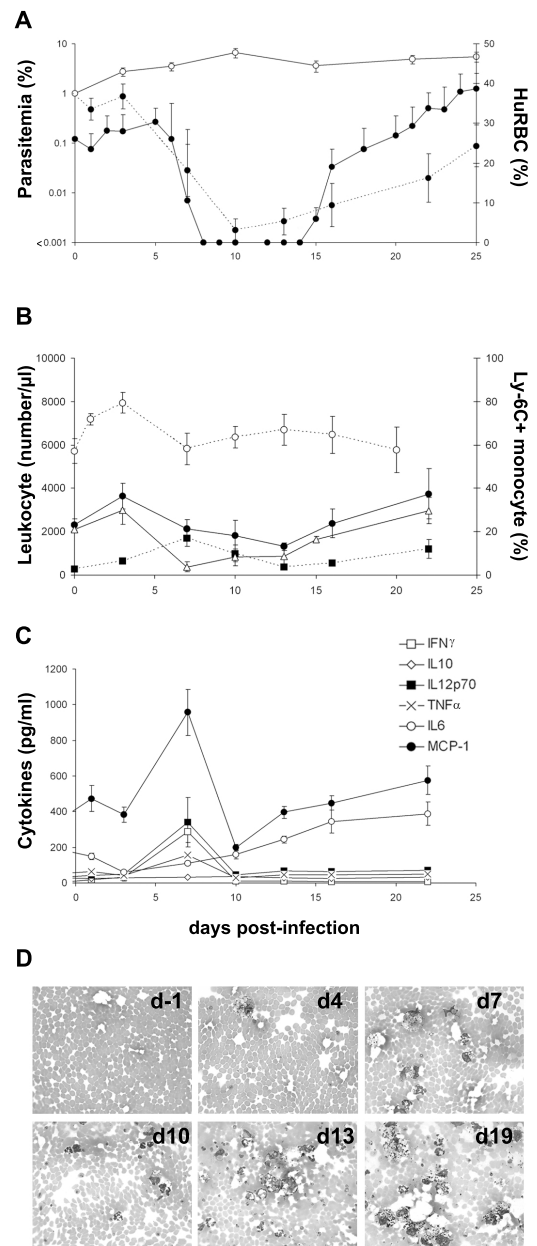 A
Parasitemia (%)
10
1
0.1
0.01
<0.001
50
40
30
20
10
0
HuRBC (%)
0 5 10 15 20 25
B
Leukocyte (number/µl)
10000
8000
6000
4000
2000
0
100
80
60
40
20
0
Ly-6C+ monocyte (%)
0 5 10 15 20 25
C
Cytokines (pg/ml)
1200
1000
800
600
400
200
0
IFNγ
IL10
IL12p70
TNFα
IL6
MCP-1
0 5 10 15 20 25
days post-infection
D
d-1 d4 d7
d10 d13 d19